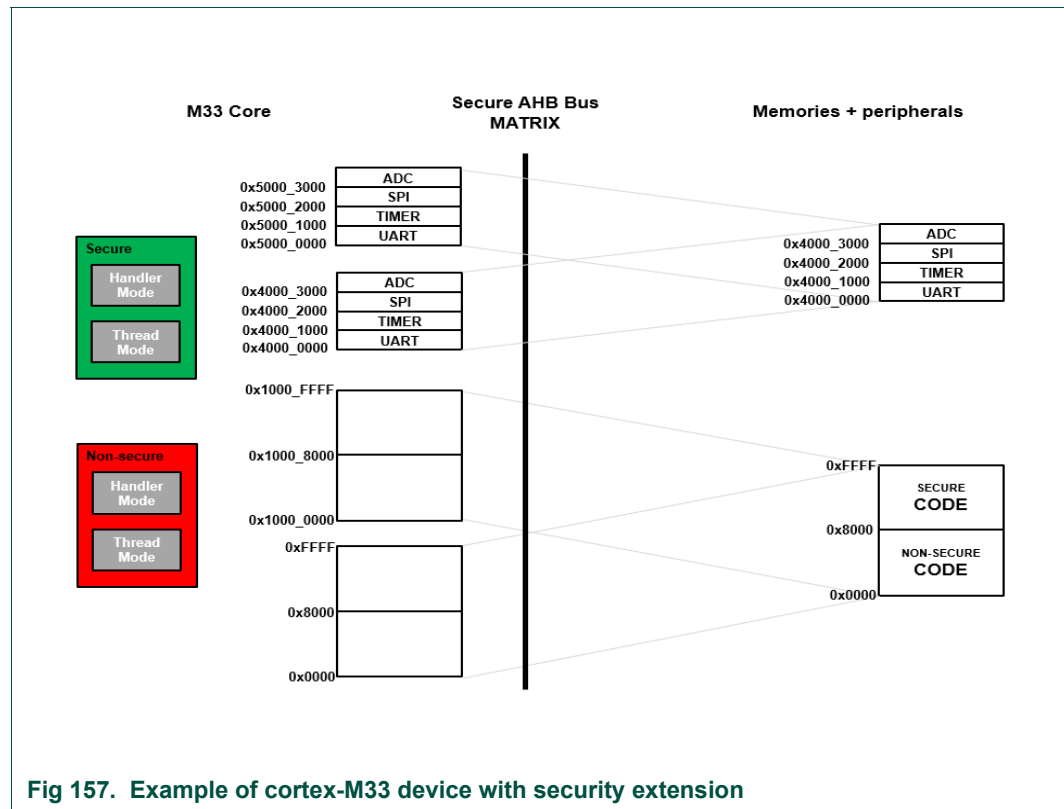 M33 Core
Secure AHB Bus
MATRIX
Memories + peripherals
ADC
0x5000_3000
SPI
0x5000_2000
TIMER
0x5000_1000
UART
0x5000_0000
Secure
Handler
Mode
Thread
Mode
ADC
0x4000_3000
SPI
0x4000_2000
TIMER
0x4000_1000
UART
0x4000_0000
ADC
0x4000_3000
SPI
0x4000_2000
TIMER
0x4000_1000
UART
0x4000_0000
0x1000_FFFF
0x1000_8000
0x1000_0000
Non-secure
Handler
Mode
Thread
Mode
0xFFFF
0x8000
0x0000
0xFFFF
SECURE
CODE
0x8000
NON-SECURE
CODE
0x0000
Fig 157. Example of cortex-M33 device with security extension